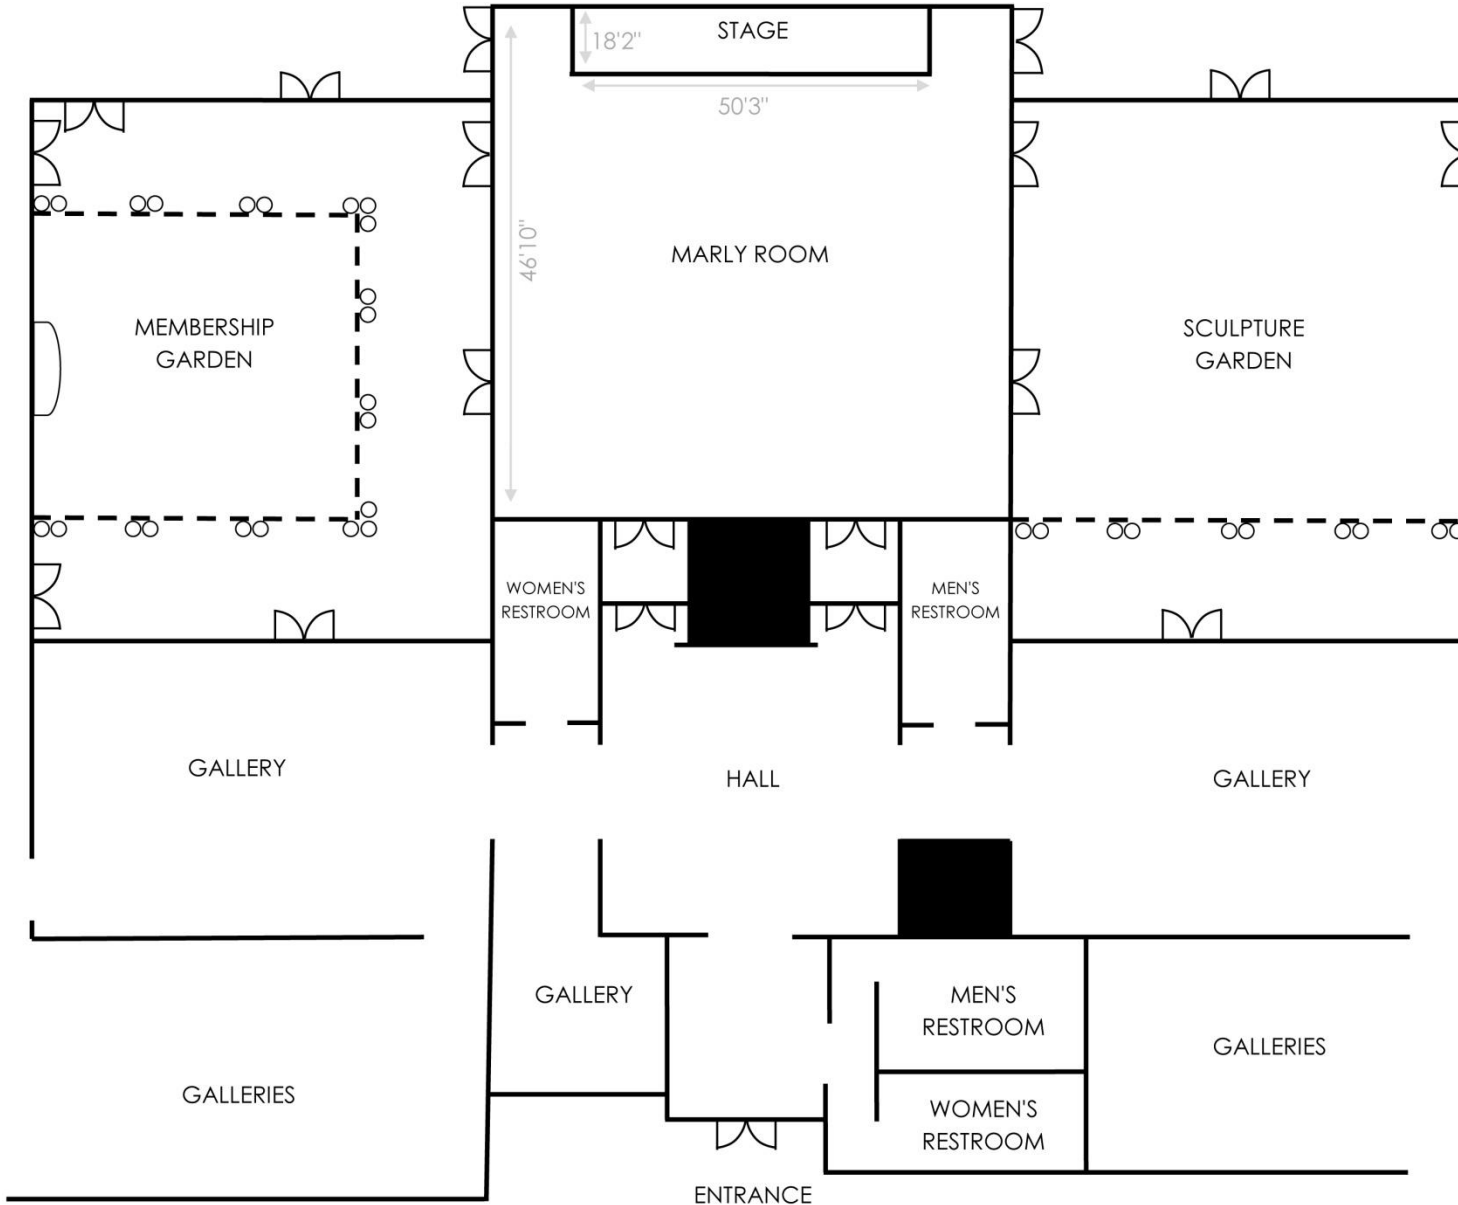 STAGE
18'2"
50'3"
46'10"
MARLY ROOM
MEMBERSHIP
GARDEN
SCULPTURE
GARDEN
WOMEN'S
RESTROOM
MEN'S
RESTROOM
GALLERY
HALL
GALLERY
GALLERY
MEN'S
RESTROOM
GALLERIES
GALLERIES
WOMEN'S
RESTROOM
ENTRANCE